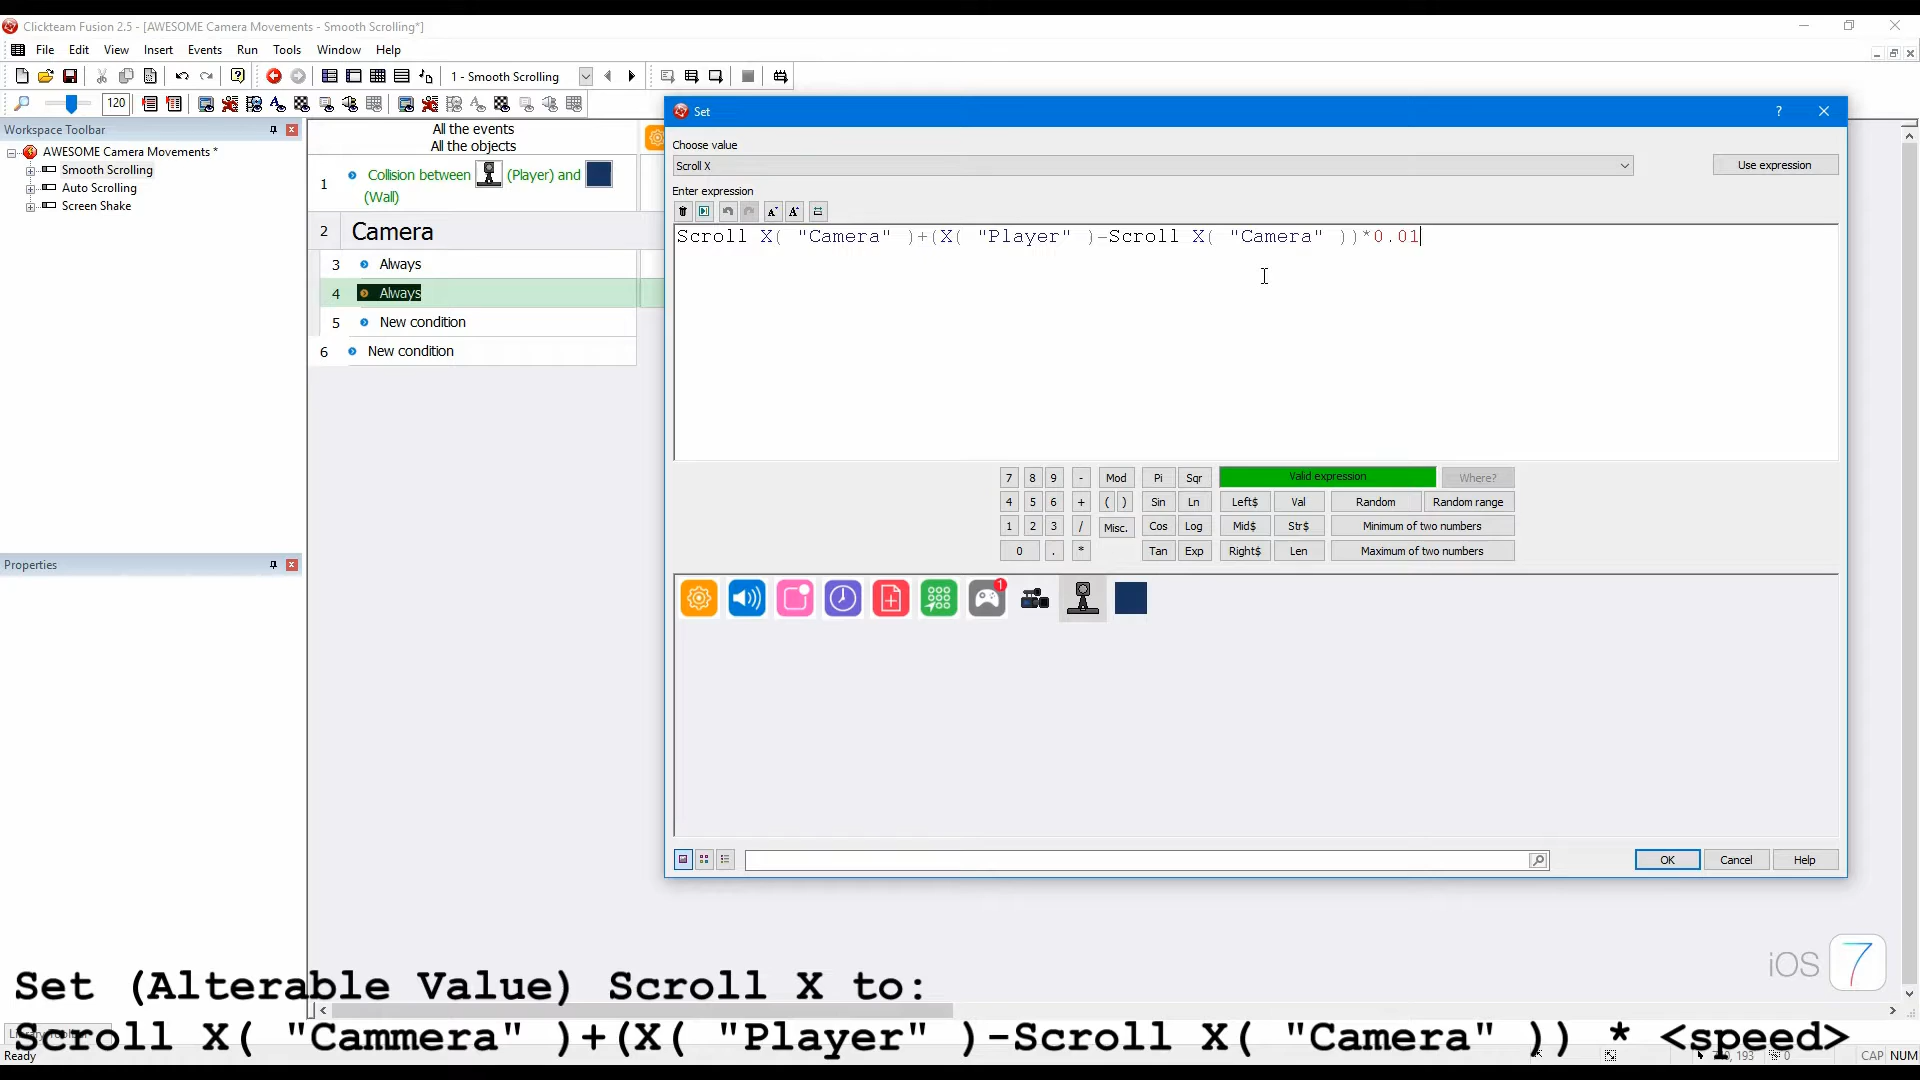 Clickteam Fusion 2.5 - [AWESOME Camera Movements - Smooth Scrolling*]
File Edit View Insert Events Run Tools Window Help
1 - Smooth Scrolling
120
Workspace Toolbar
AWESOME Camera Movements *
Smooth Scrolling
Auto Scrolling
Screen Shake
Properties
All the events
All the objects
1 Collision between (Player) and
(Wall)
2 Camera
3 Always
4 Always
5 New condition
6 New condition
Set
?
Choose value
Scroll X
Use expression
Enter expression
Scroll X( "Camera" )+(X( "Player" )-Scroll X( "Camera" ))*0.01
7 8 9 - Mod Pi Sqr Valid expression Where?
4 5 6 + ( ) Sin Ln Left$ Val Random Random range
1 2 3 / Misc. Cos Log Mid$ Str$ Minimum of two numbers
0 . * Tan Exp Right$ Len Maximum of two numbers
1
OK Cancel Help
iOS 7
Set (Alterable Value) Scroll X to:
Scroll X( "Cammera" )+(X( "Player" )-Scroll X( "Camera" )) * <speed>
Ready
193
0
CAP NUM